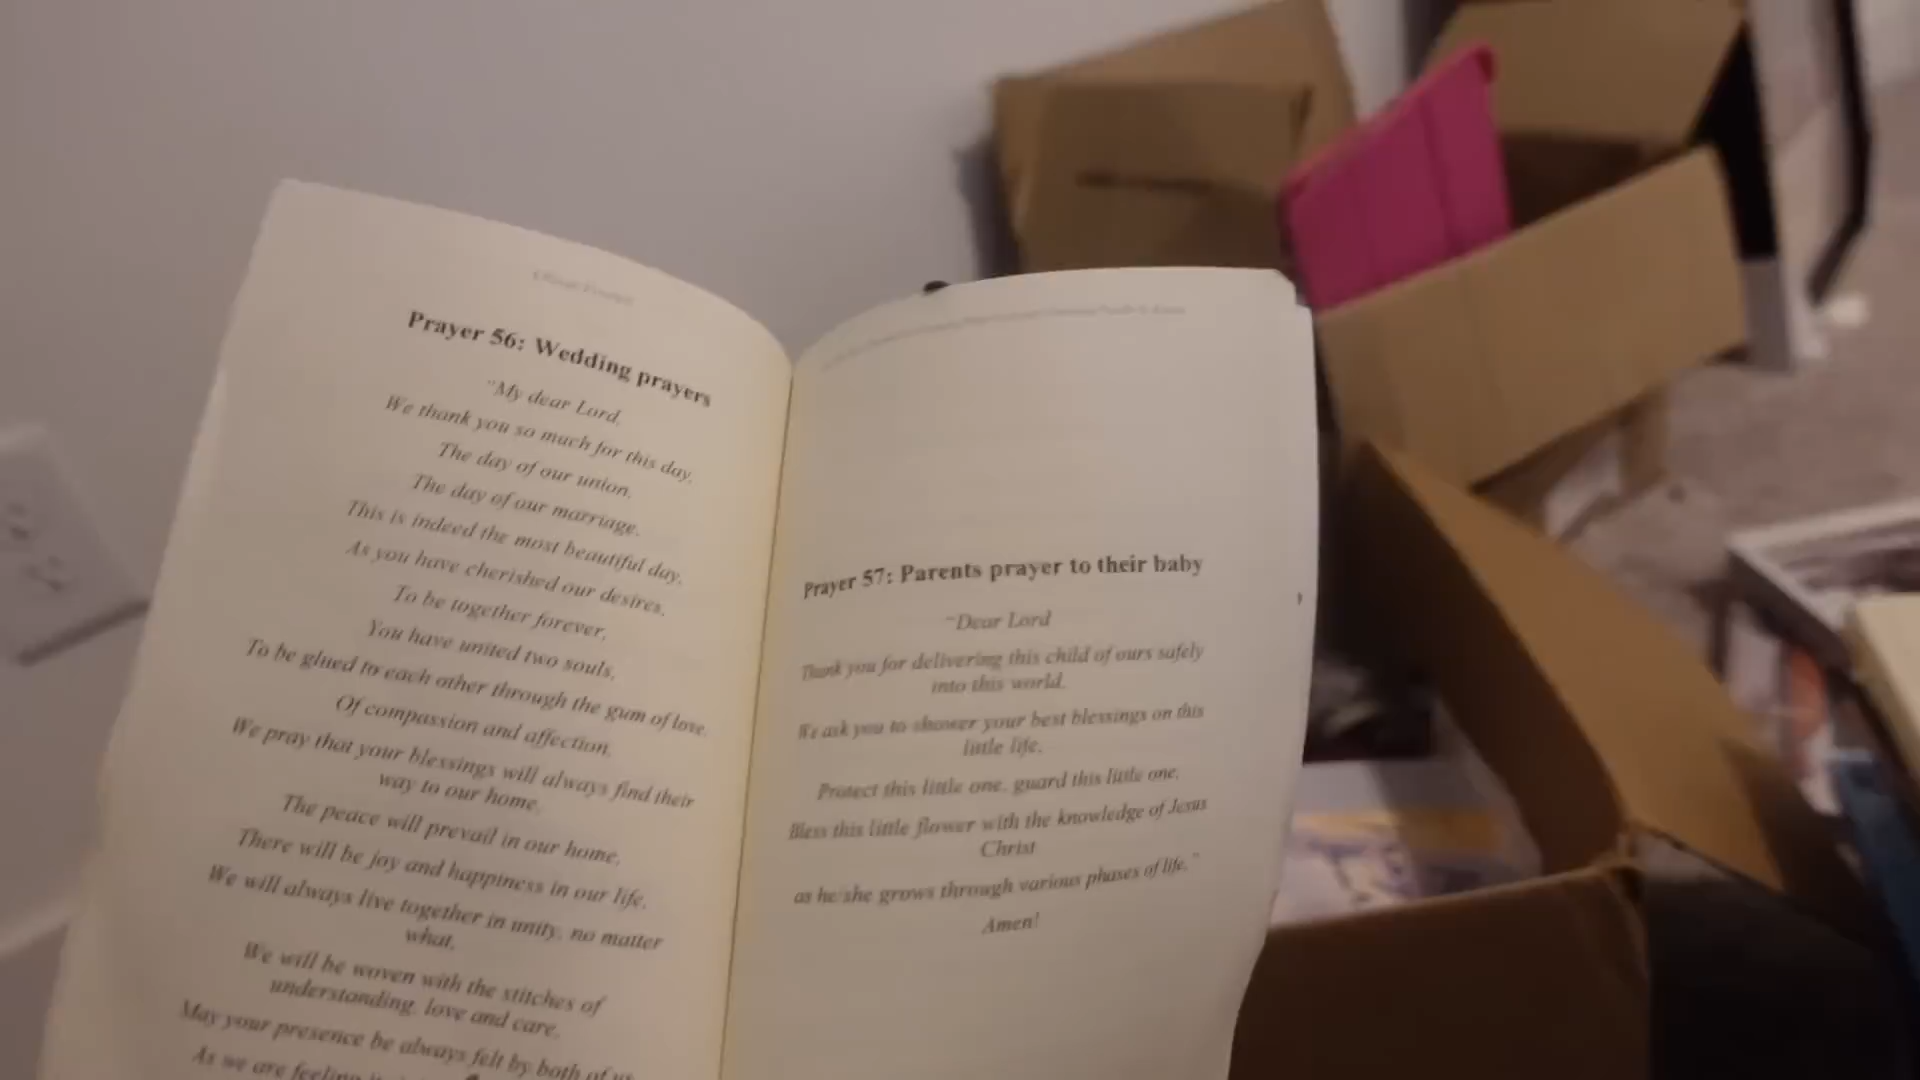 Prayer 56: Wedding prayers
"My dear Lord,
We thank you so much for this day,
The day of our union,
The day of our marriage,
This is indeed the most beautiful day,
As you have cherished our desires,
To be together forever,
You have united two souls,
To be glued to each other through the gum of love,
Of compassion and affection,
We pray that your blessings will always find their
way to our home,
The peace will prevail in our home,
There will be joy and happiness in our life,
We will always live together in unity, no matter
what,
We will be woven with the stitches of
understanding, love and care,
May your presence be always felt by both of us
As we are feeling
Prayer 57: Parents prayer to their baby
"Dear Lord
Thank you for delivering this child of ours safely
into this world.
We ask you to shower your best blessings on this
little life,
Protect this little one, guard this little one,
Bless this little flower with the knowledge of Jesus
Christ
as he/she grows through various phases of life,"
Amen!